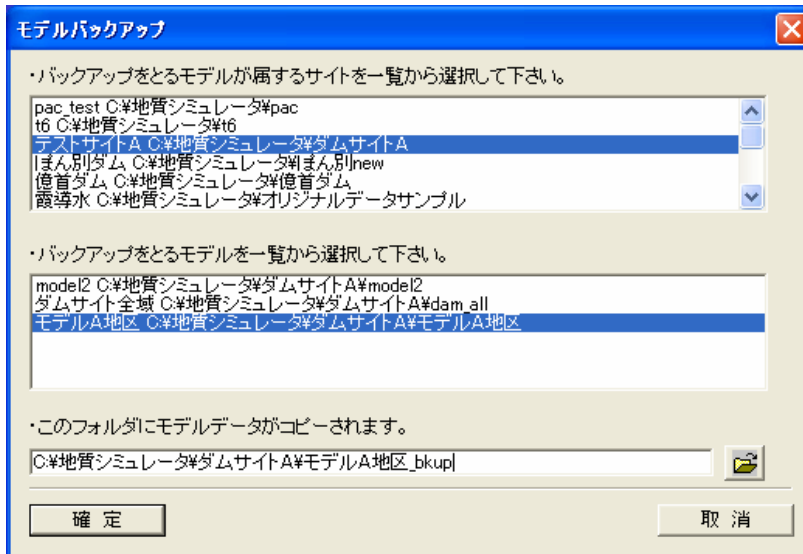 モデルバックアップ
・バックアップをとるモデルが属するサイトを一覧から選択して下さい。
pac_test C:¥地質シミュレータ¥pac
t6 C:¥地質シミュレータ¥t6
テストサイトA C:¥地質シミュレータ¥ダムサイトA
ぽん別ダム C:¥地質シミュレータ¥ぽん別new
億首ダム C:¥地質シミュレータ¥億首ダム
霞導水 C:¥地質シミュレータ¥オリジナルデータサンプル
・バックアップをとるモデルを一覧から選択して下さい。
model2 C:¥地質シミュレータ¥ダムサイトA¥model2
ダムサイト全域 C:¥地質シミュレータ¥ダムサイトA¥dam_all
モデルA地区 C:¥地質シミュレータ¥ダムサイトA¥モデルA地区
・このフォルダにモデルデータがコピーされます。
C:¥地質シミュレータ¥ダムサイトA¥モデルA地区_bkup
確 定
取 消